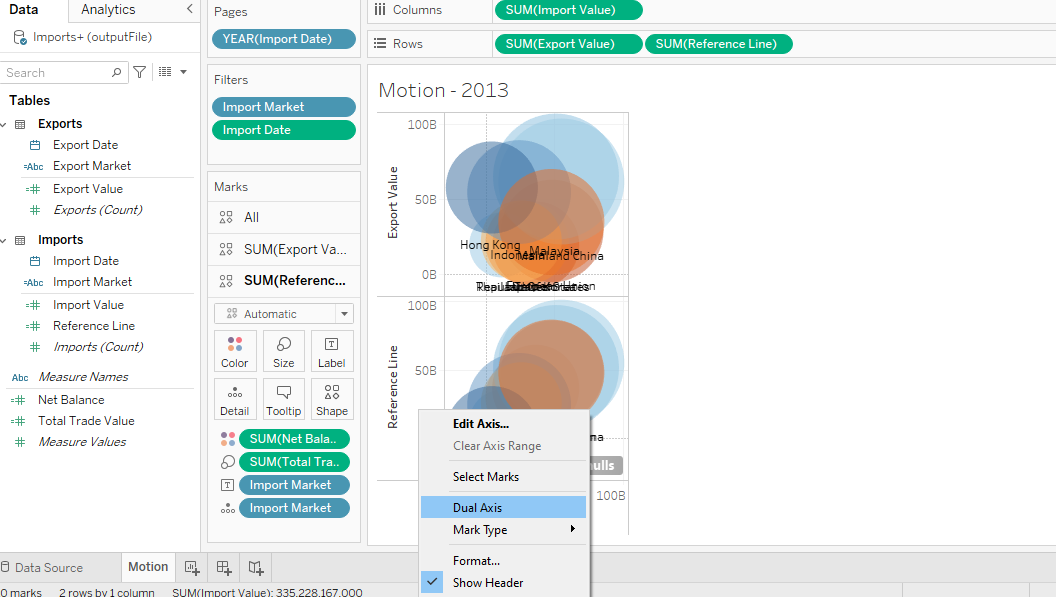 Data
Analytics
Imports+ (outputFile)
Search
Tables
Exports
Export Date
Abc Export Market
Export Value
Exports (Count)
Imports
Import Date
Abc Import Market
Import Value
Reference Line
Imports (Count)
Abc Measure Names
Net Balance
Total Trade Value
Measure Values
Pages
YEAR(Import Date)
Filters
Import Market
Import Date
Marks
All
SUM(Export Va...
SUM(Referenc...
Automatic
Color Size Label
Detail Tooltip Shape
SUM(Net Bala..
SUM(Total Tra..
Import Market
Import Market
Columns SUM(Import Value)
Rows SUM(Export Value) SUM(Reference Line)
Motion - 2013
100B
Export Value
50B
0B
Hong Kong
Malaysia
Mainland China
100B
Reference Line
50B
100B
Edit Axis...
Clear Axis Range
Select Marks
Dual Axis
Mark Type
Format...
Show Header
Data Source
Motion
0 marks 2 rows by 1 column SUM(Import Value): 335,228,167,000